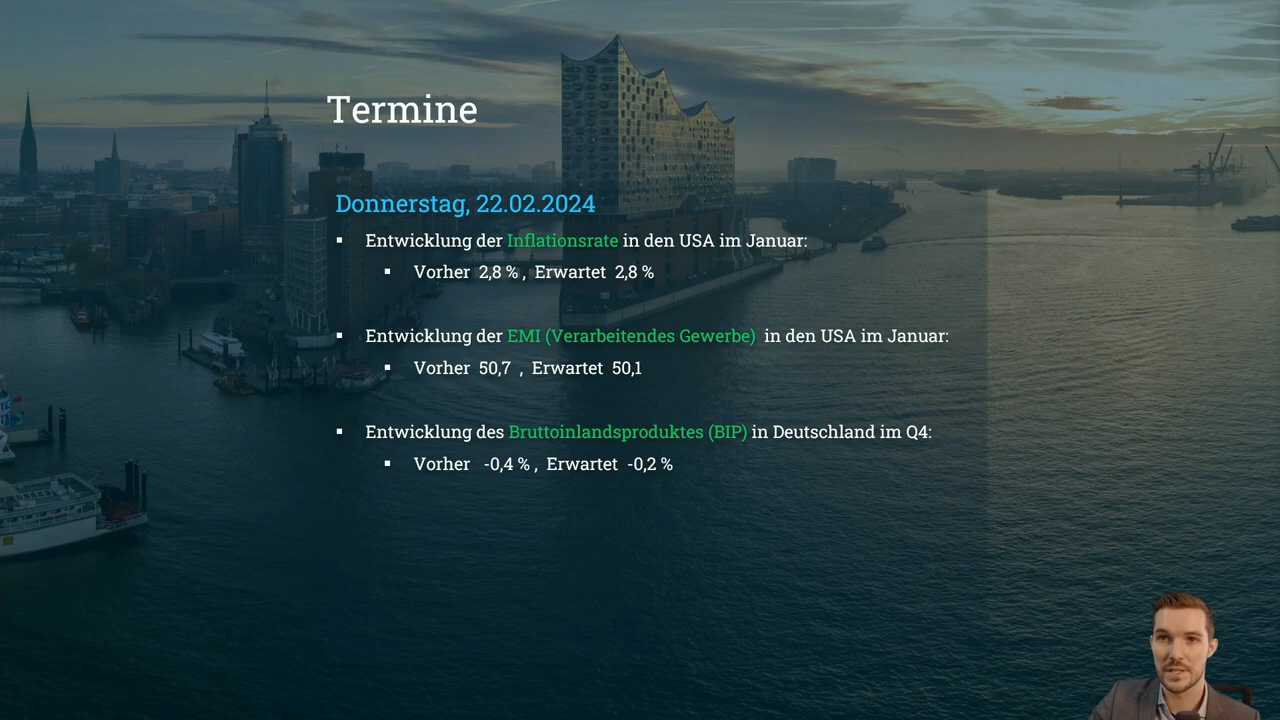 Termine
Donnerstag, 22.02.2024
▪ Entwicklung der Inflationsrate in den USA im Januar:
▪ Vorher 2,8 % , Erwartet 2,8 %
▪ Entwicklung der EMI (Verarbeitendes Gewerbe) in den USA im Januar:
▪ Vorher 50,7 , Erwartet 50,1
▪ Entwicklung des Bruttoinlandsproduktes (BIP) in Deutschland im Q4:
▪ Vorher -0,4 % , Erwartet -0,2 %